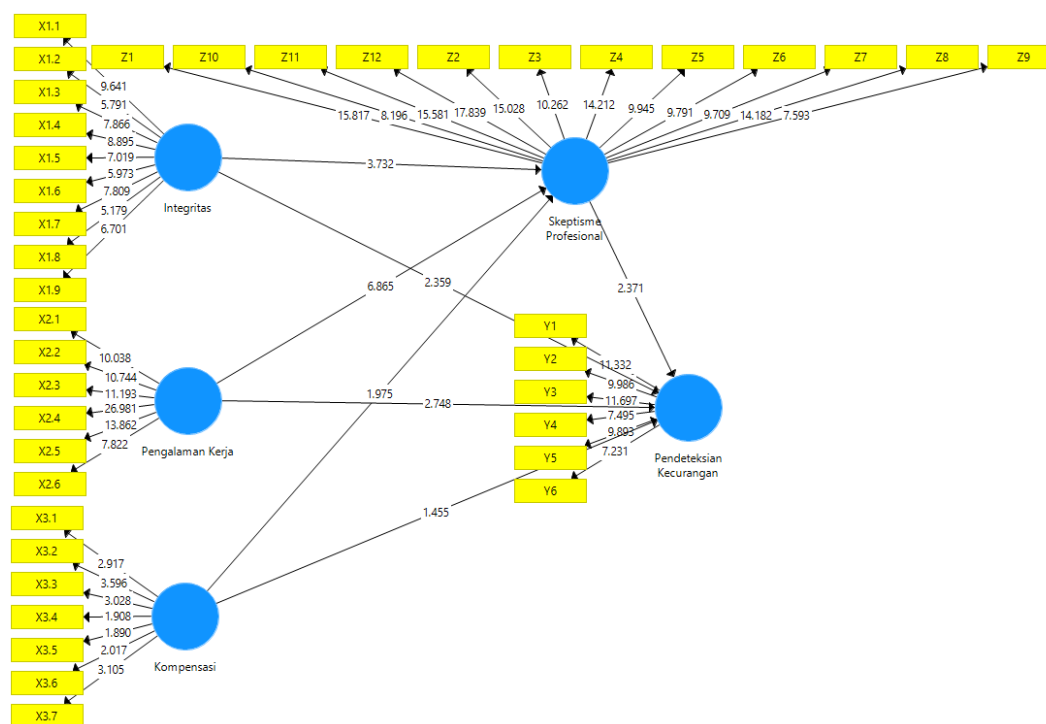 X1.1
X1.2
X1.3
X1.4
X1.5
X1.6
X1.7
X1.8
X1.9
9.641
5.791
7.866
8.895
7.019
5.973
7.809
5.179
6.701
Integritas
Z1
Z10
Z11
Z12
Z2
Z3
Z4
Z5
Z6
Z7
Z8
Z9
15.817
8.196
15.581
17.839
15.028
10.262
14.212
9.945
9.791
9.709
14.182
7.593
Skeptisme
Profesional
3.732
6.865
2.359
2.371
1.975
2.748
1.455
X2.1
X2.2
X2.3
X2.4
X2.5
X2.6
10.038
10.744
11.193
26.981
13.862
7.822
Pengalaman Kerja
Y1
Y2
Y3
Y4
Y5
Y6
11.332
9.986
11.697
7.495
9.893
7.231
Pendeteksian
Kecurangan
X3.1
X3.2
X3.3
X3.4
X3.5
X3.6
X3.7
2.917
3.596
3.028
1.908
1.890
2.017
3.105
Kompensasi